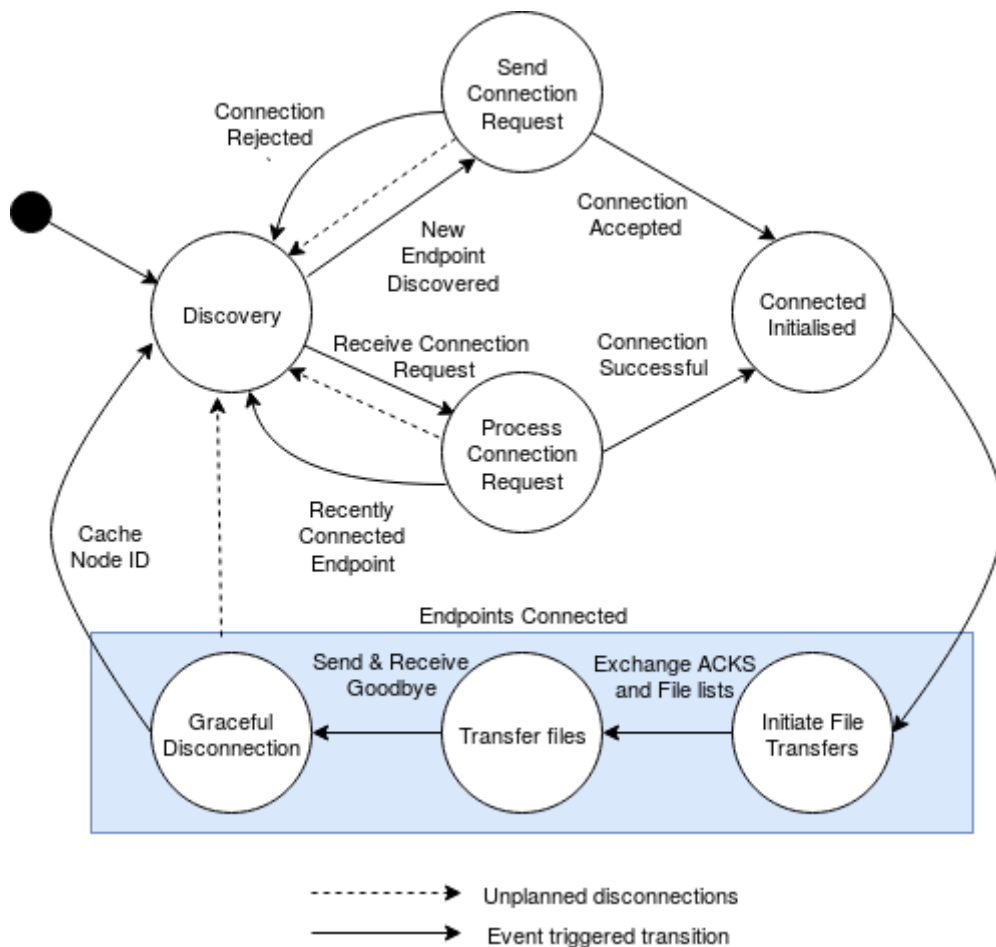 Send
Connection
Request
Connection
Rejected
New
Endpoint
Discovered
Connection
Accepted
Discovery
Connected
Initialised
Receive Connection
Request
Connection
Successful
Process
Connection
Request
Recently
Connected
Endpoint
Cache
Node ID
Endpoints Connected
Send & Receive
Goodbye
Exchange ACKS
and File lists
Graceful
Disconnection
Transfer files
Initiate File
Transfers
Unplanned disconnections
Event triggered transition